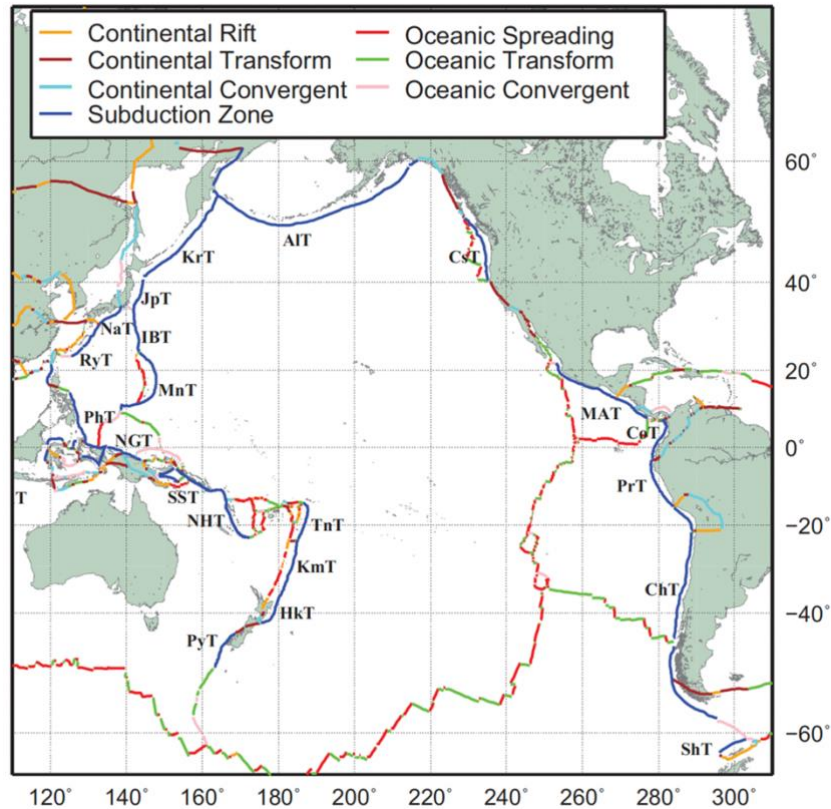 Continental Rift
Continental Transform
Continental Convergent
Subduction Zone
Oceanic Spreading
Oceanic Transform
Oceanic Convergent
60°
AlT
KrT
CsT
40°
JpT
NaT
IBT
RyT
20°
MnT
PhT
MAT
NGT
CoT
0°
SST
PrT
T
NHT
TnT
−20°
KmT
ChT
HkT
−40°
PyT
−60°
ShT
120° 140° 160° 180° 200° 220° 240° 260° 280° 300°